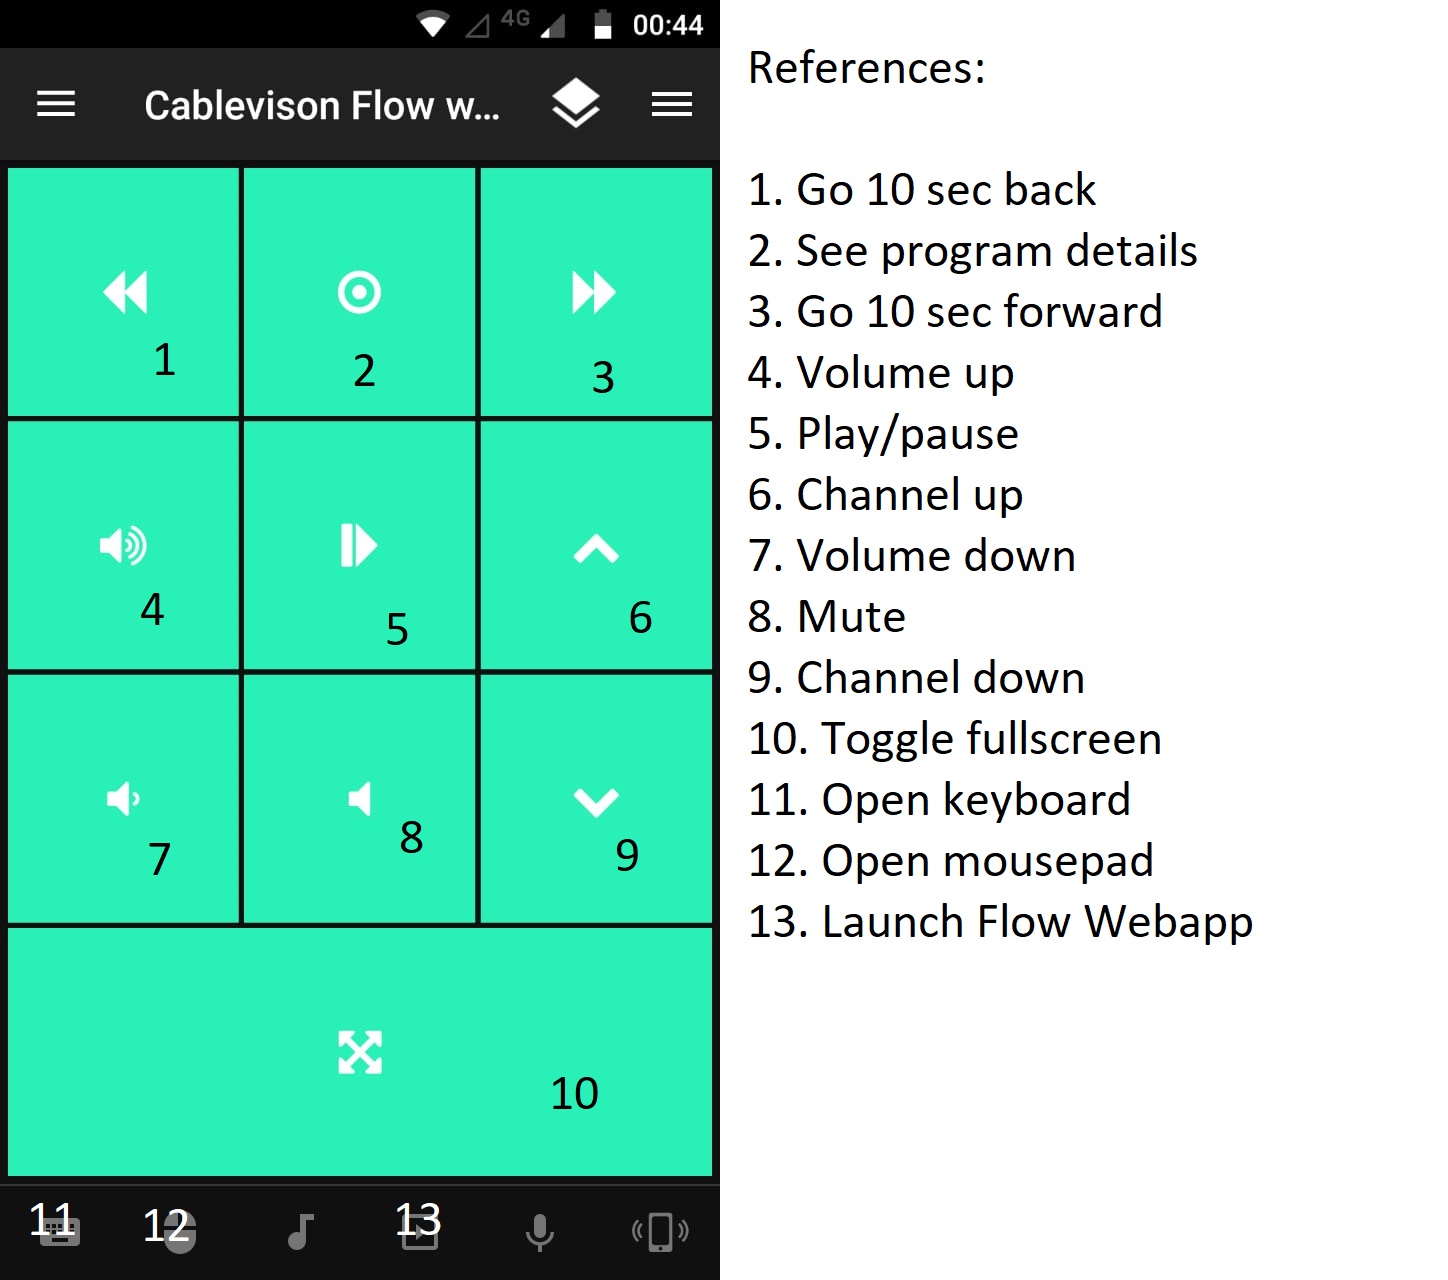 4G 00:44
Cablevison Flow w...
1
2
3
4
5
6
7
8
9
10
11
12
13
References:
1. Go 10 sec back
2. See program details
3. Go 10 sec forward
4. Volume up
5. Play/pause
6. Channel up
7. Volume down
8. Mute
9. Channel down
10. Toggle fullscreen
11. Open keyboard
12. Open mousepad
13. Launch Flow Webapp